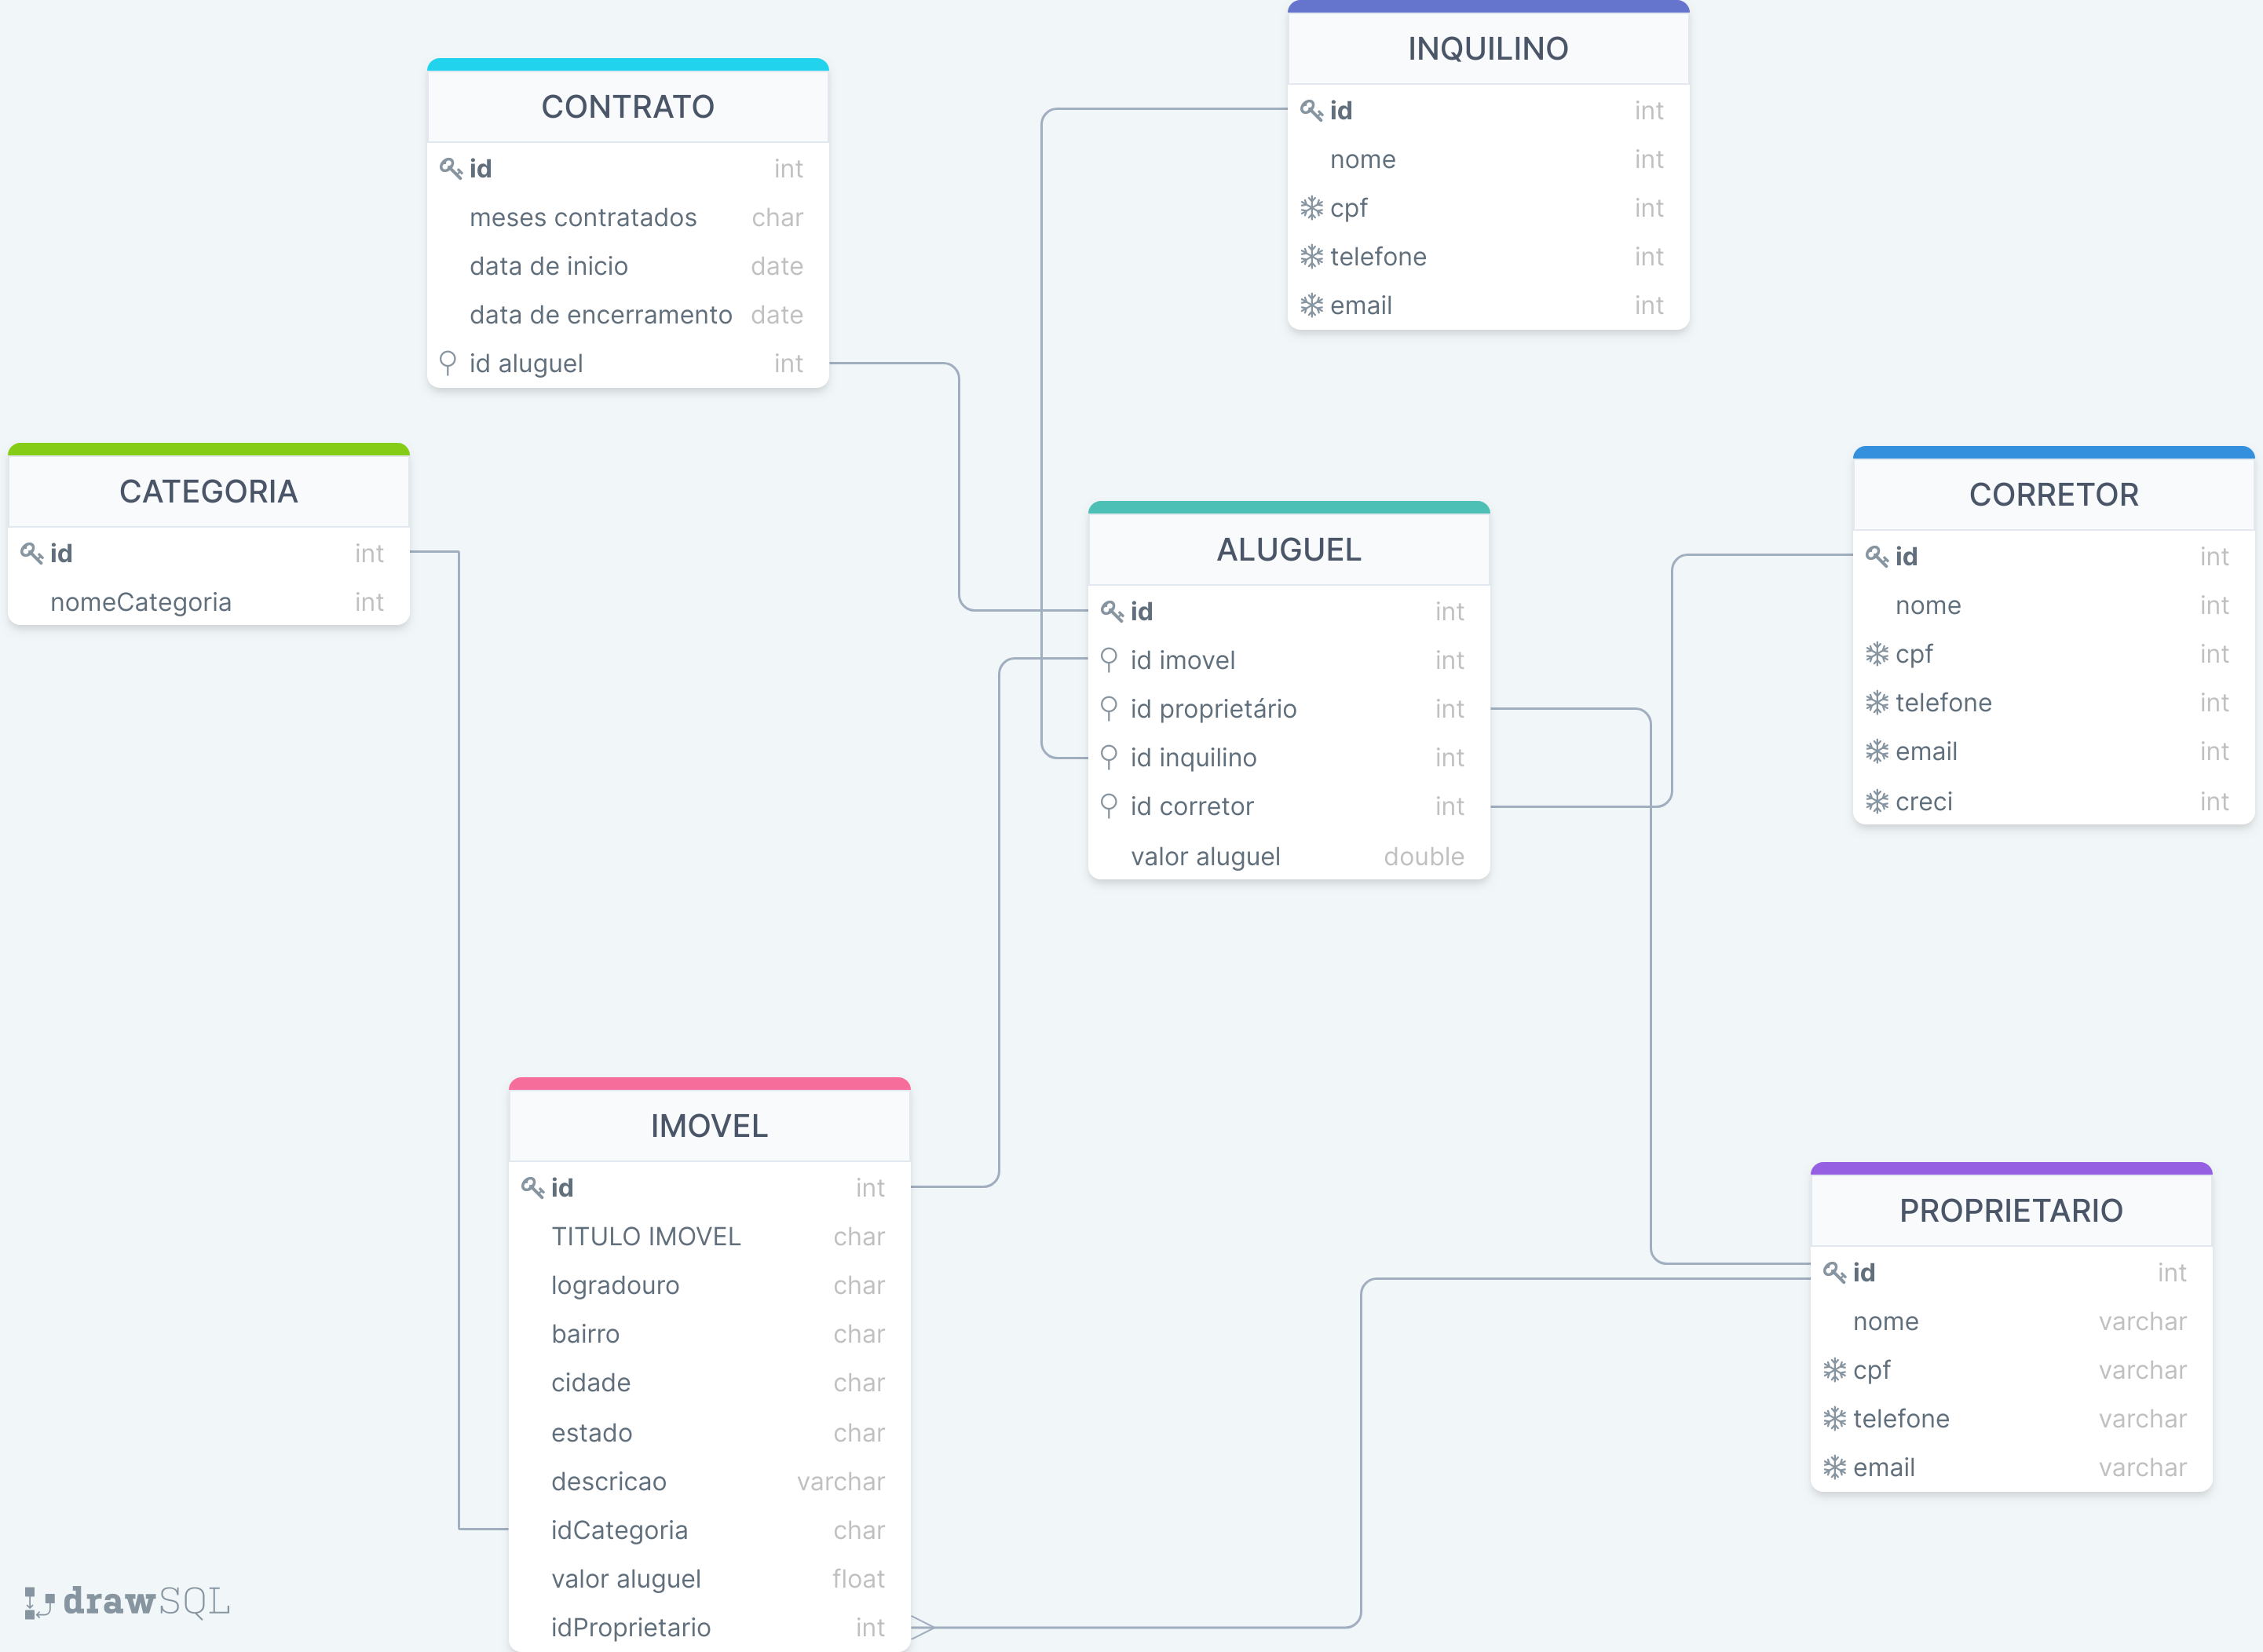 INQUILINO
id int
nome int
cpf int
telefone int
email int
CONTRATO
id int
meses contratados char
data de inicio date
data de encerramento date
id aluguel int
CATEGORIA
id int
nomeCategoria int
ALUGUEL
id int
id imovel int
id proprietário int
id inquilino int
id corretor int
valor aluguel double
CORRETOR
id int
nome int
cpf int
telefone int
email int
creci int
IMOVEL
id int
TITULO IMOVEL char
logradouro char
bairro char
cidade char
estado char
descricao varchar
idCategoria char
valor aluguel float
idProprietario int
PROPRIETARIO
id int
nome varchar
cpf varchar
telefone varchar
email varchar
drawSQL